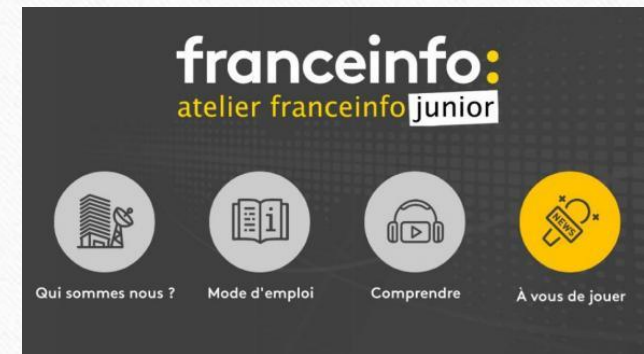 franceinfo:
atelier franceinfo junior
i
NEWS
Qui sommes nous ?
Mode d'emploi
Comprendre
À vous de jouer